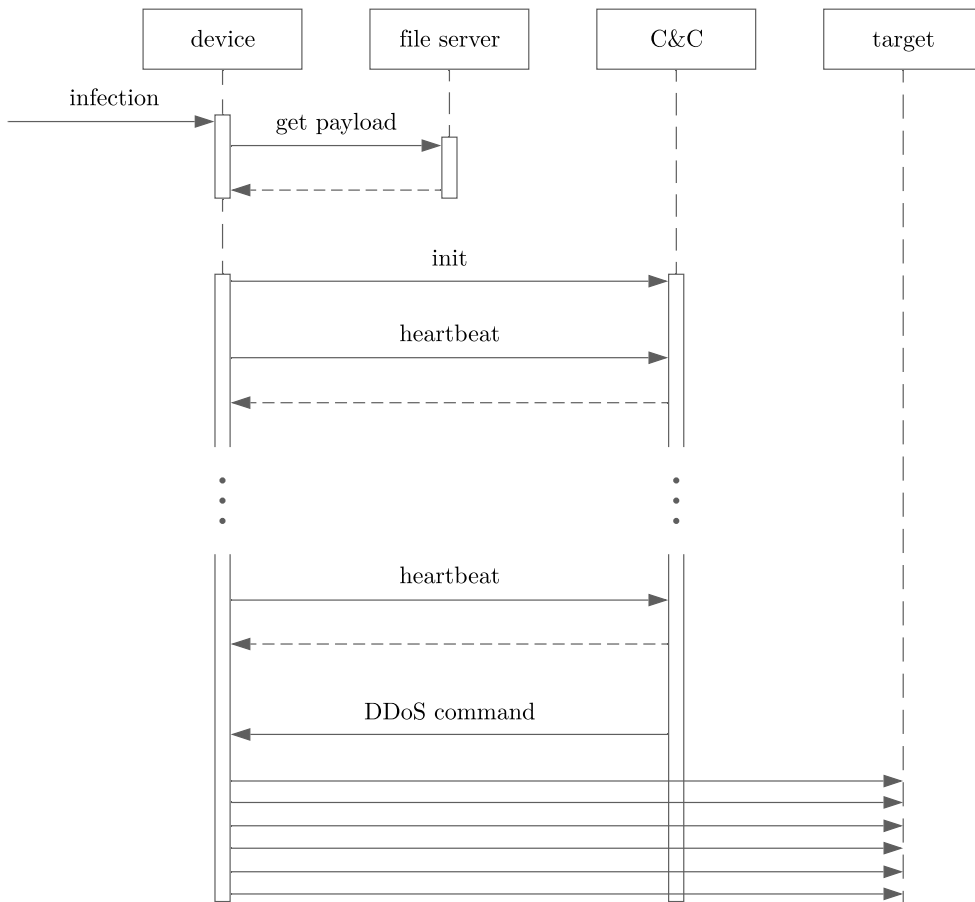 device
file server
C&C
target
infection
get payload
init
heartbeat
heartbeat
DDoS command